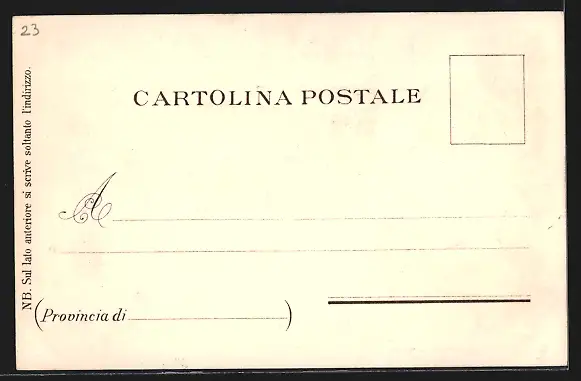 23
CARTOLINA POSTALE
NB. Sul lato anteriore si scrive soltanto l'indirizzo.
A
(Provincia di)